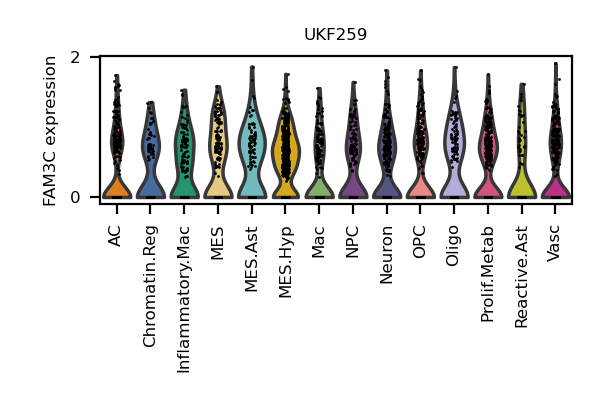 UKF259
FAM3C expression
2
0
AC
Chromatin.Reg
Inflammatory.Mac
MES
MES.Ast
MES.Hyp
Mac
NPC
Neuron
OPC
Oligo
Prolif.Metab
Reactive.Ast
Vasc